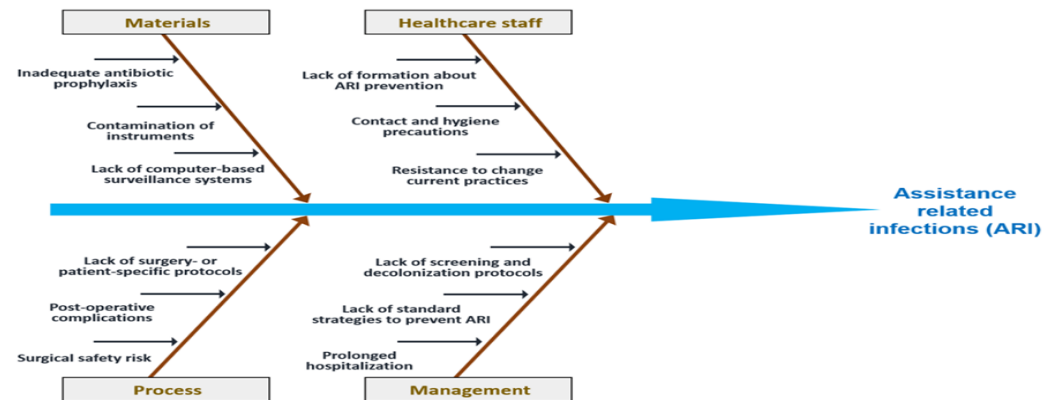 Materials
Healthcare staff
Inadequate antibiotic
prophylaxis
Contamination of
instruments
Lack of computer-based
surveillance systems
Lack of formation about
ARI prevention
Contact and hygiene
precautions
Resistance to change
current practices
Assistance
related
infections (ARI)
Lack of surgery- or
patient-specific protocols
Post-operative
complications
Surgical safety risk
Lack of screening and
decolonization protocols
Lack of standard
strategies to prevent ARI
Prolonged
hospitalization
Process
Management